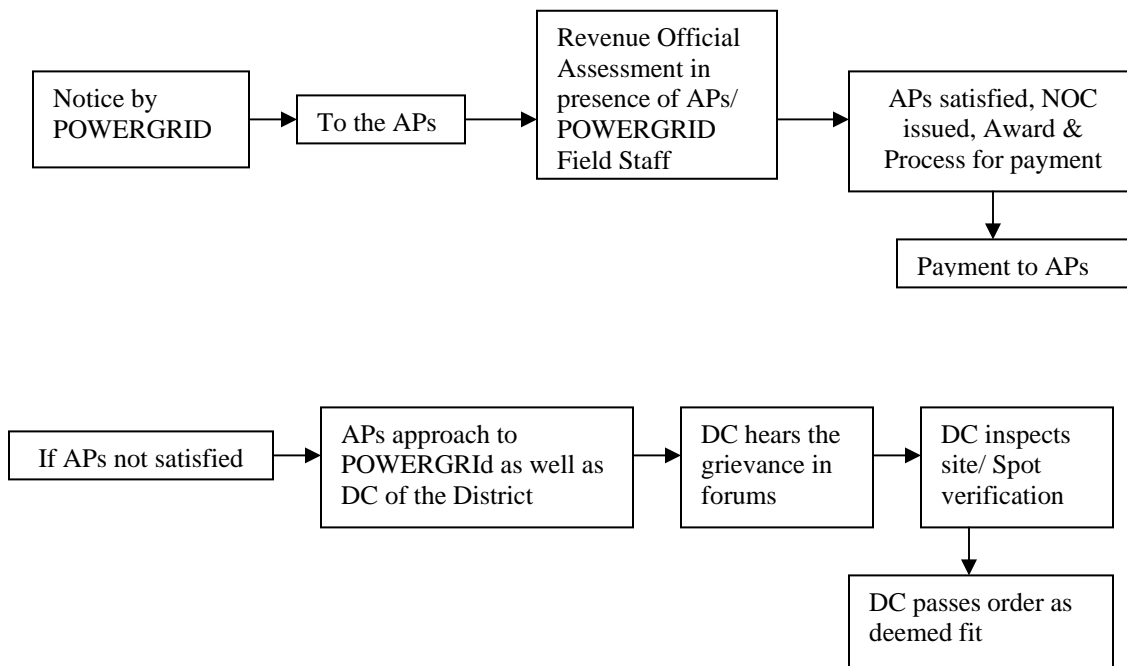 Notice by
POWERGRID
To the APs
Revenue Official
Assessment in
presence of APs/
POWERGRID
Field Staff
APs satisfied, NOC
issued, Award &
Process for payment
Payment to APs
If APs not satisfied
APs approach to
POWERGRId as well as
DC of the District
DC hears the
grievance in
forums
DC inspects
site/ Spot
verification
DC passes order as
deemed fit